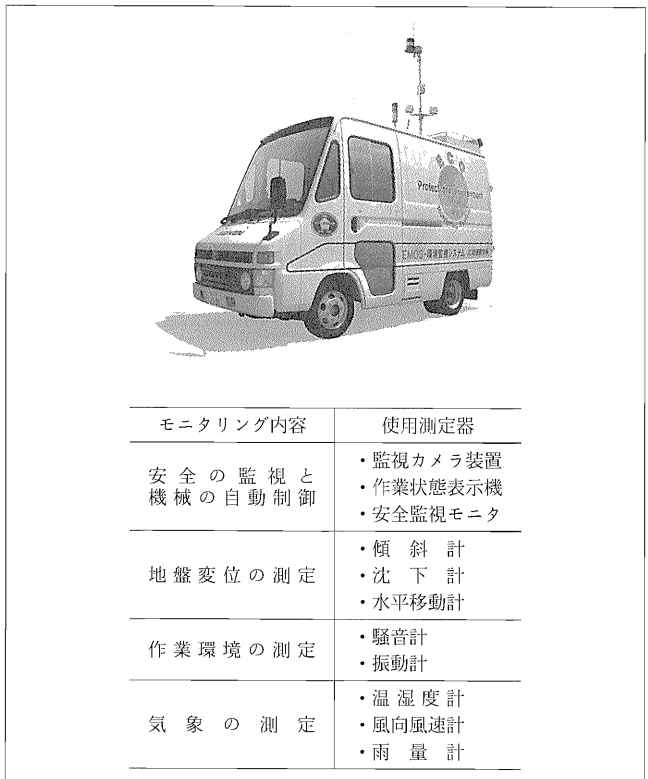 ECO
Protect the Environment
モニタリング内容 使用測定器
安全の監視と
機械の自動制御
・監視カメラ装置
・作業状態表示機
・安全監視モニタ
地盤変位の測定
・傾斜計
・沈下計
・水平移動計
作業環境の測定
・騒音計
・振動計
気象の測定
・温湿度計
・風向風速計
・雨量計